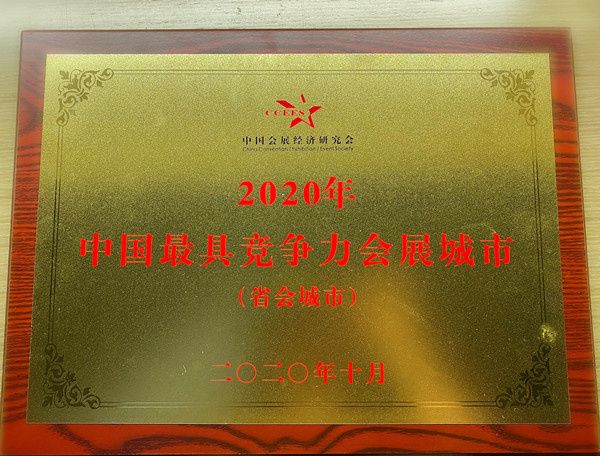 CCEES
中国会展经济研究会
China Convention | Exhibition | Event Society
2020年
中国最具竞争力会展城市
（省会城市）
二〇二〇年十月